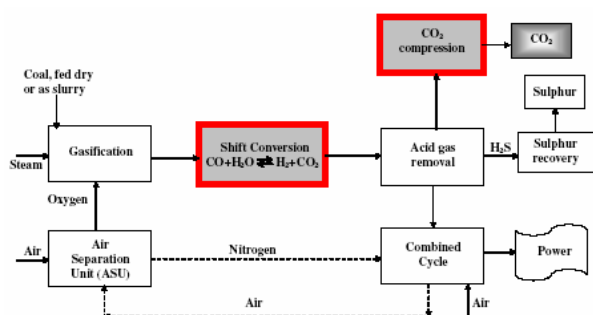 CO₂
compression
CO₂
Coal, fed dry
or as slurry
Sulphur
Gasification
Shift Conversion
CO+H₂O ⇌ H₂+CO₂
Acid gas
removal
H₂S
Sulphur
recovery
Steam
Oxygen
Air
Air
Separation
Unit (ASU)
Nitrogen
Combined
Cycle
Power
Air
Air